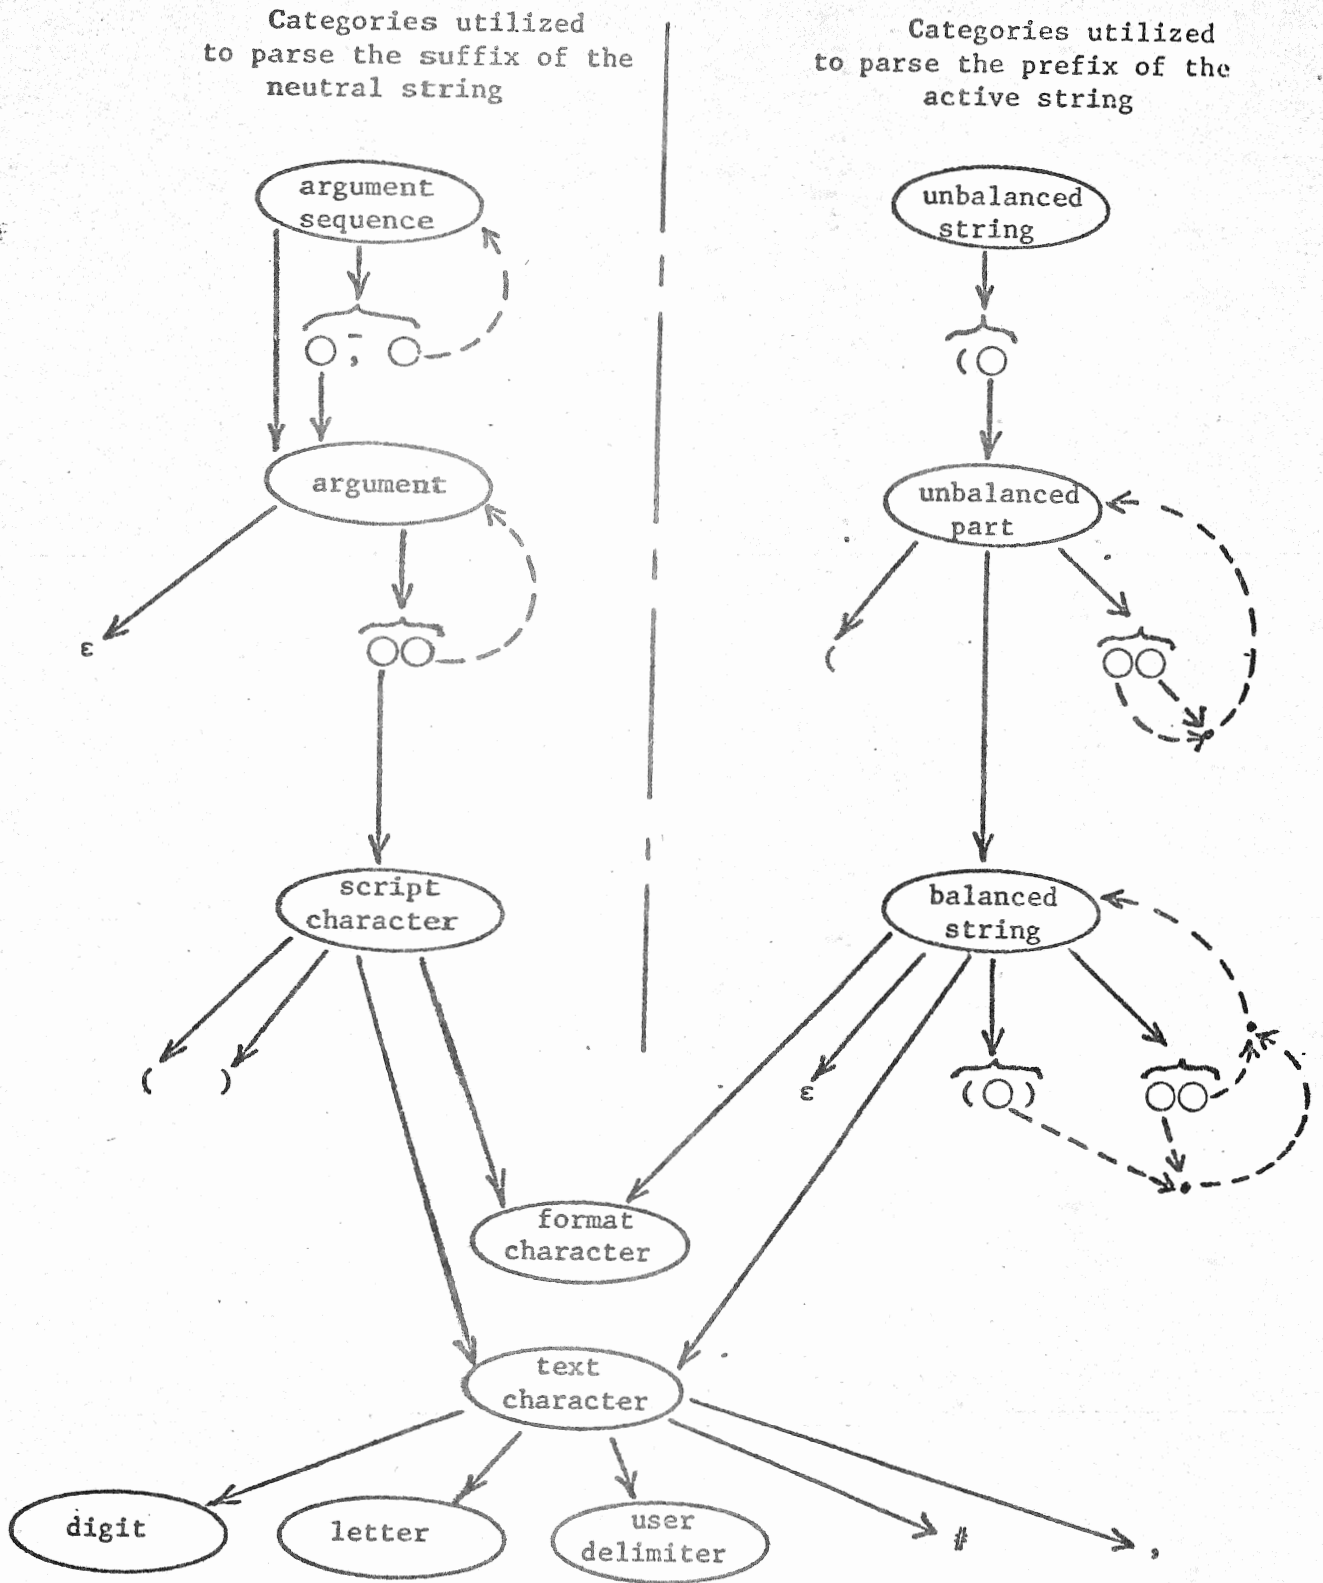 Categories utilized
to parse the suffix of the
neutral string
Categories utilized
to parse the prefix of the
active string
argument
sequence
unbalanced
string
,
(
argument
unbalanced
part
ε
(
script
character
balanced
string
(
)
ε
( )
format
character
text
character
digit
letter
user
delimiter
#
,